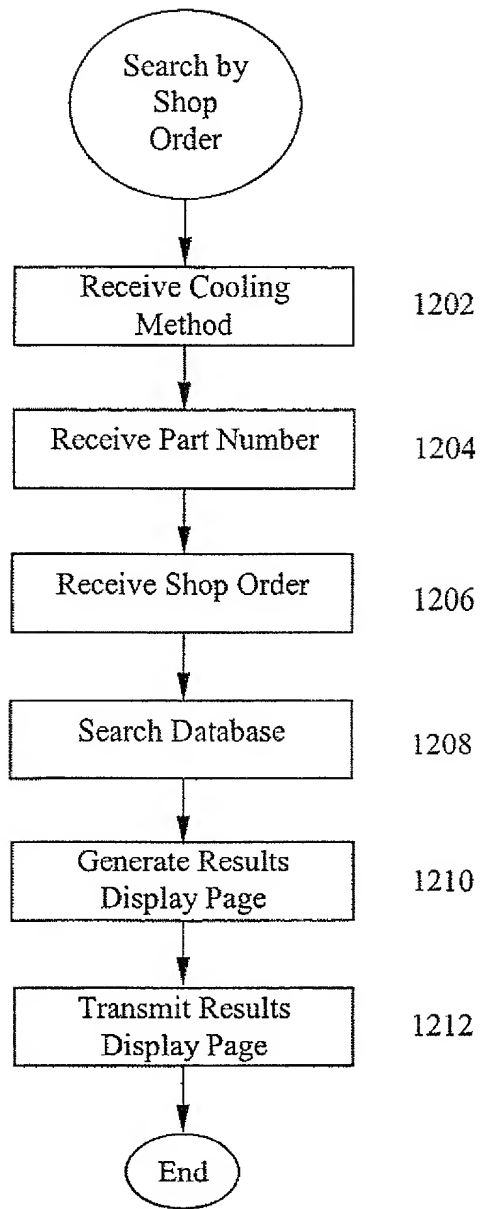 Search by
Shop
Order
Receive Cooling
Method
1202
Receive Part Number
1204
Receive Shop Order
1206
Search Database
1208
Generate Results
Display Page
1210
Transmit Results
Display Page
1212
End